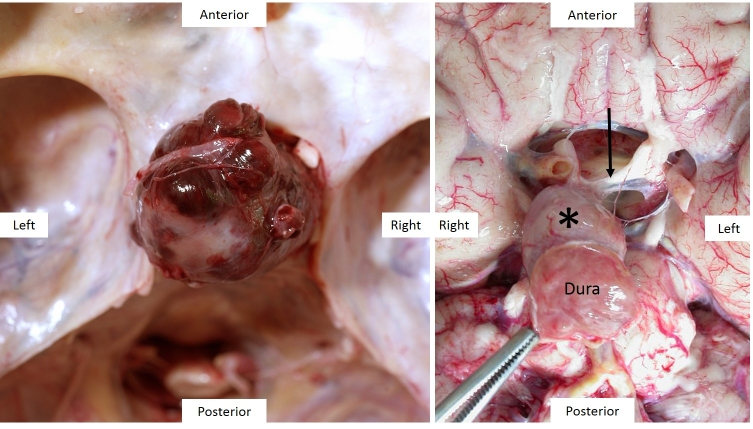 Anterior
Left
Right
Posterior
Anterior
Right
*
Dura
Left
Posterior